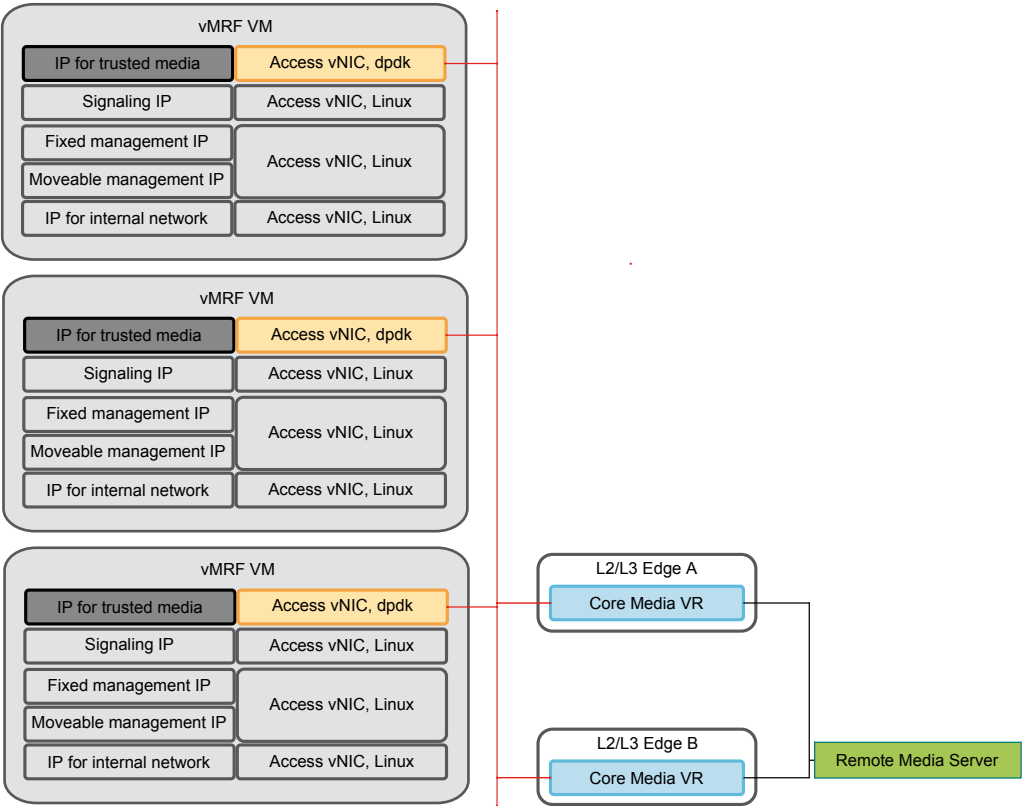 vMRF VM
IP for trusted media
Access vNIC, dpdk
Signaling IP
Access vNIC, Linux
Fixed management IP
Moveable management IP
Access vNIC, Linux
IP for internal network
Access vNIC, Linux
vMRF VM
IP for trusted media
Access vNIC, dpdk
Signaling IP
Access vNIC, Linux
Fixed management IP
Moveable management IP
Access vNIC, Linux
IP for internal network
Access vNIC, Linux
vMRF VM
IP for trusted media
Access vNIC, dpdk
Signaling IP
Access vNIC, Linux
Fixed management IP
Moveable management IP
Access vNIC, Linux
IP for internal network
Access vNIC, Linux
L2/L3 Edge A
Core Media VR
L2/L3 Edge B
Core Media VR
Remote Media Server